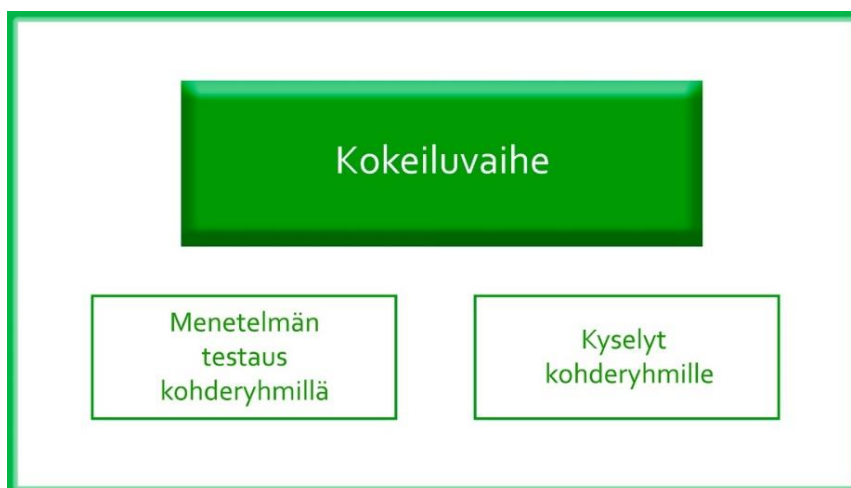 Kokeiluvaihe
Menetelmän
testaus
kohderyhmillä
Kyselyt
kohderyhmille